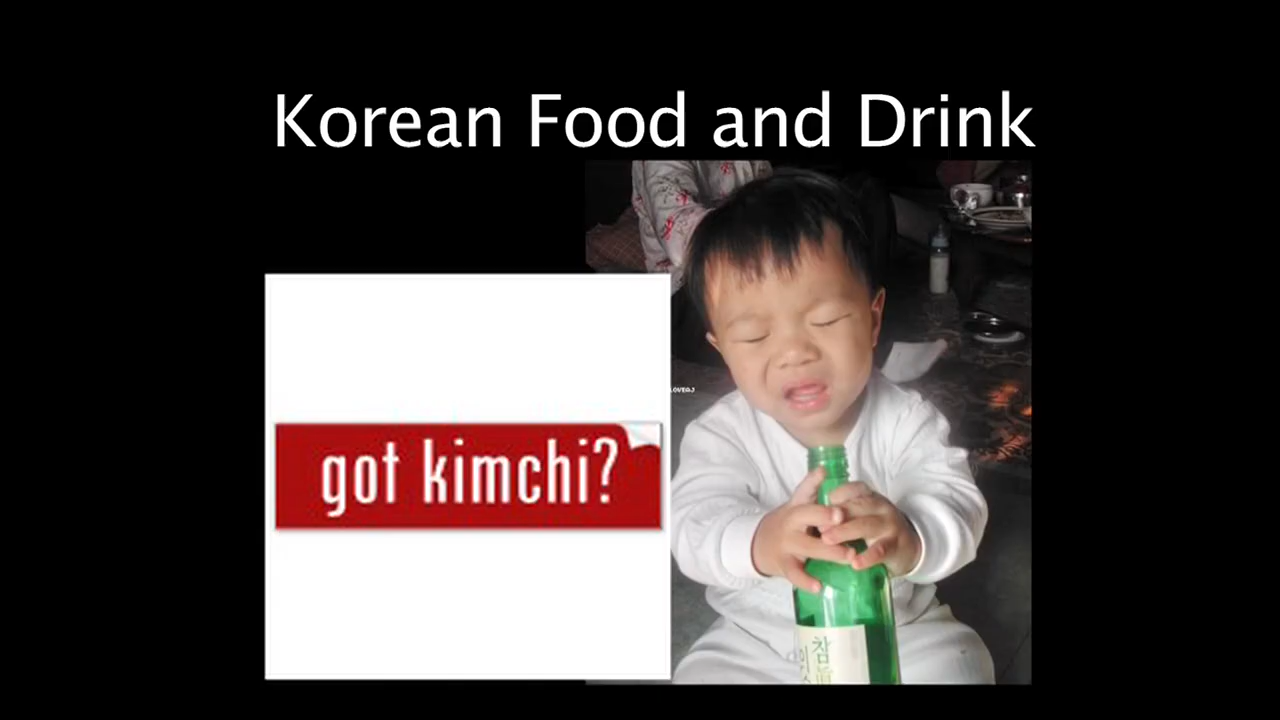 Korean Food and Drink
got kimchi?
참